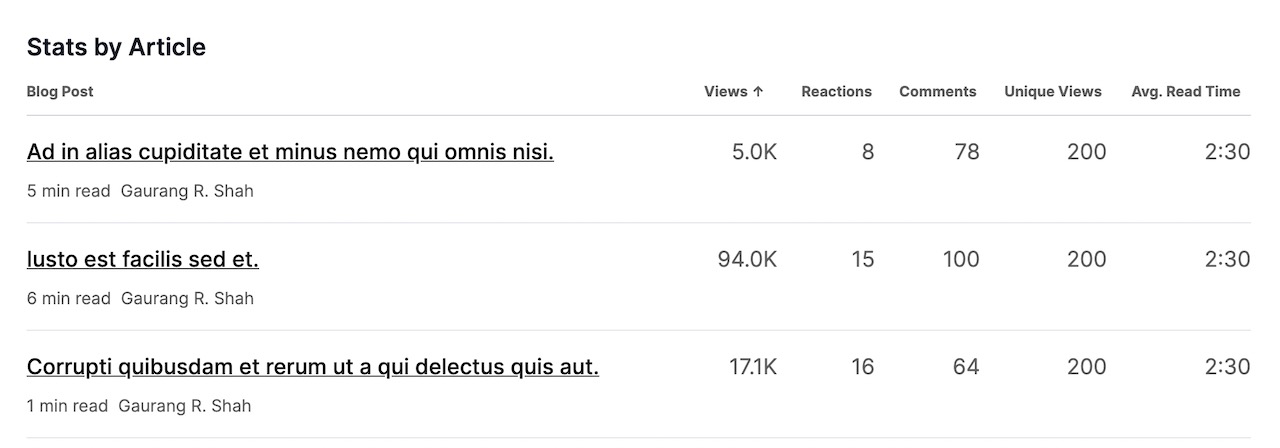 Stats by Article
Blog Post Views ↑ Reactions Comments Unique Views Avg. Read Time
Ad in alias cupiditate et minus nemo qui omnis nisi. 5.0K 8 78 200 2:30
5 min read Gaurang R. Shah
Iusto est facilis sed et. 94.0K 15 100 200 2:30
6 min read Gaurang R. Shah
Corrupti quibusdam et rerum ut a qui delectus quis aut. 17.1K 16 64 200 2:30
1 min read Gaurang R. Shah